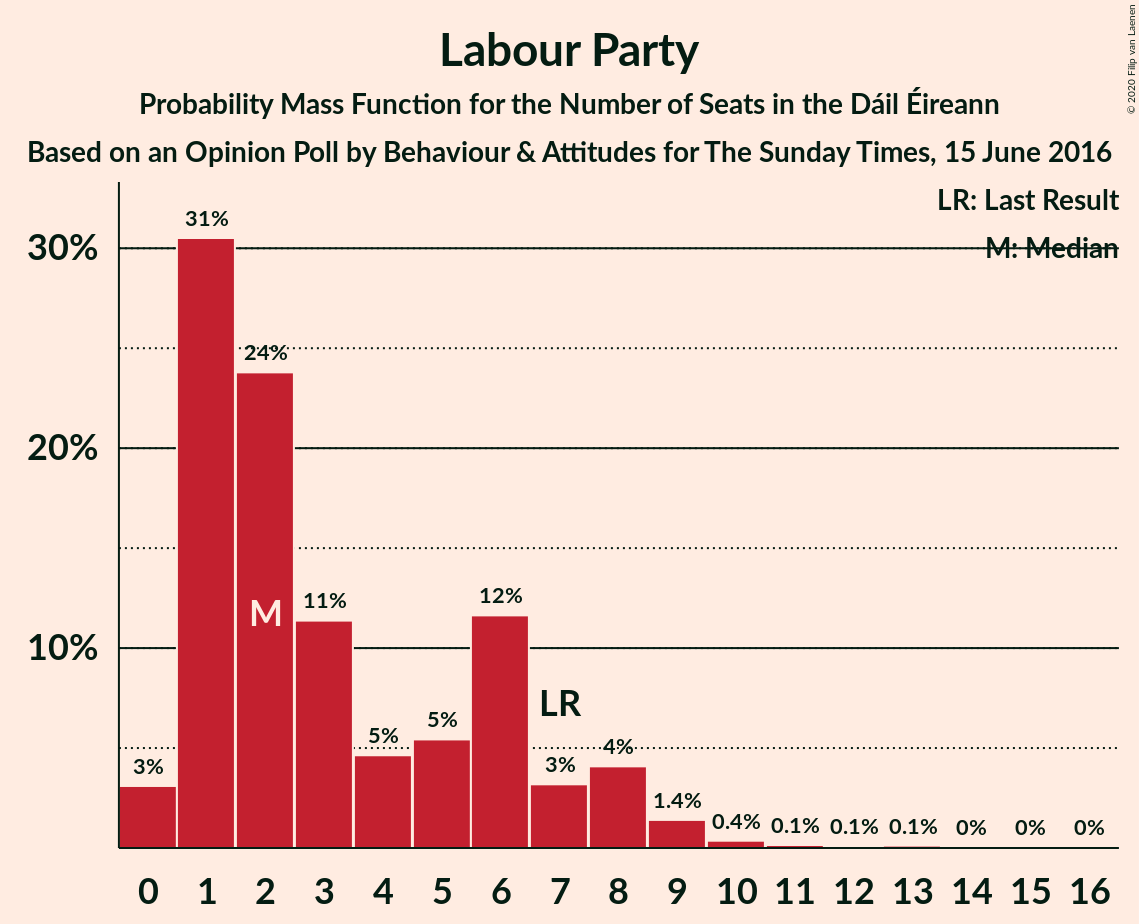 Labour Party
Probability Mass Function for the Number of Seats in the Dáil Éireann
Based on an Opinion Poll by Behaviour & Attitudes for The Sunday Times, 15 June 2016
© 2020 Filip van Laenen
LR: Last Result
M: Median
30%
20%
10%
3%
31%
24%
11%
5%
5%
12%
3%
4%
1.4%
0.4%
0.1%
0.1%
0.1%
0%
0%
0%
M
LR
0 1 2 3 4 5 6 7 8 9 10 11 12 13 14 15 16